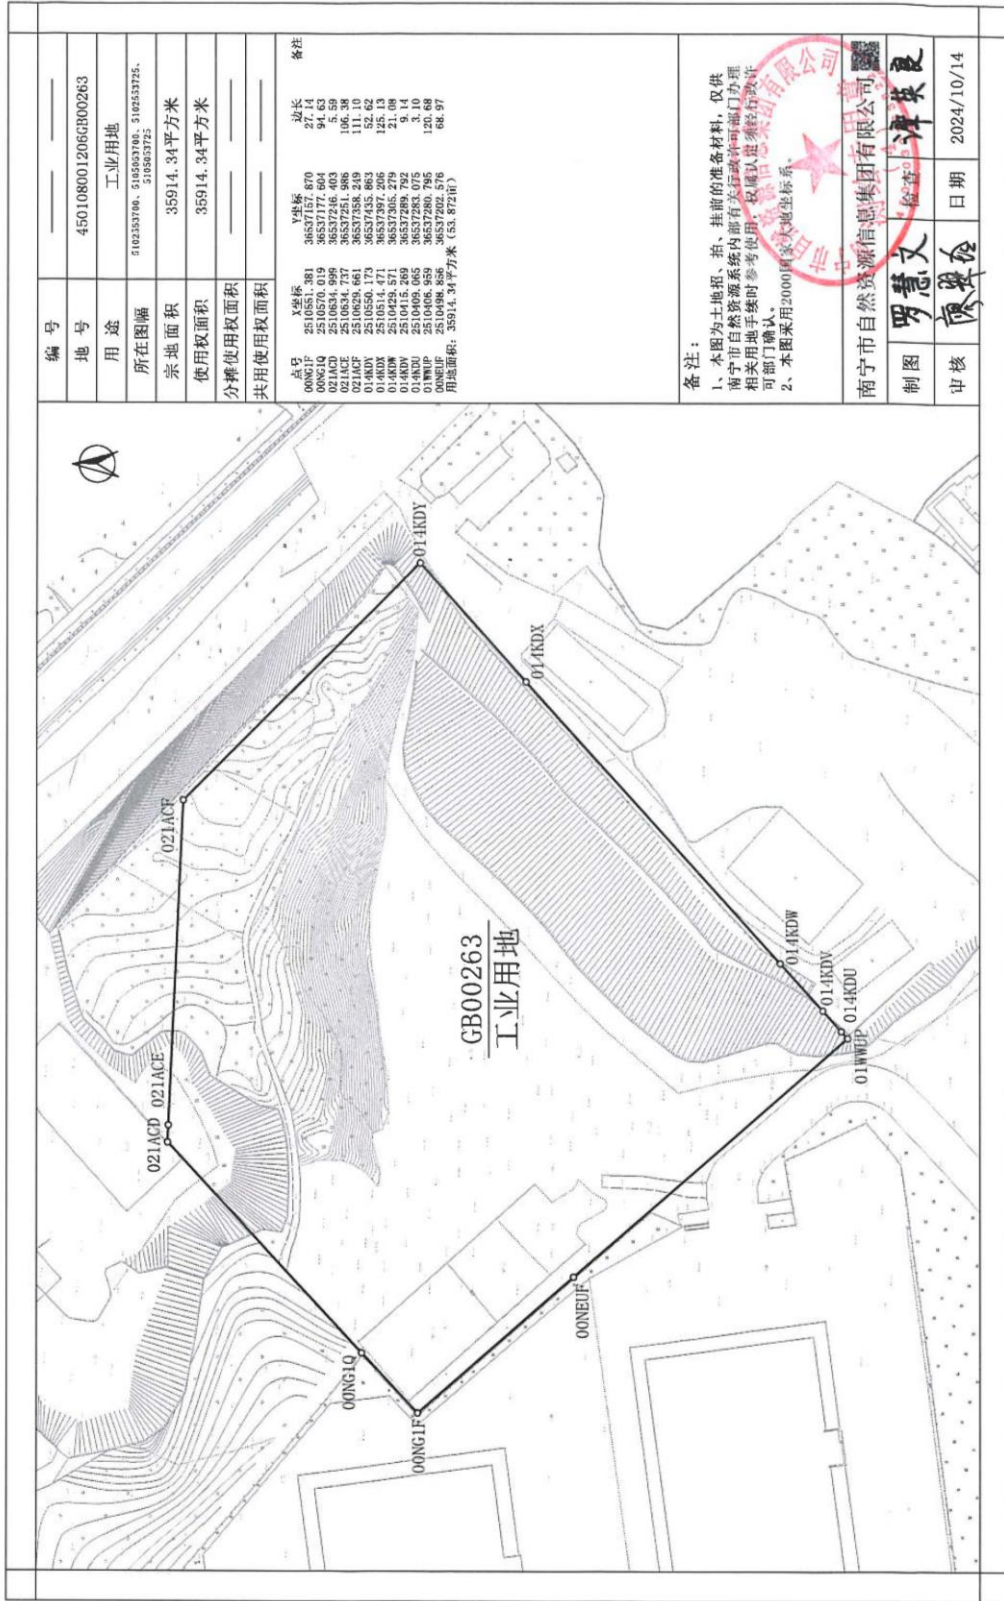 编号
地号 450108001206GB00263
用途 工业用地
所在图幅 5102353700、5105053700、5102553725、
5105053725
宗地面积 35914.34平方米
使用权面积 35914.34平方米
分摊使用权面积
共用使用权面积
点号 X坐标 Y坐标 边长 备注
00NG1F 2510551.381 36537157.870 27.14
00NG1Q 2510570.019 36537177.604 94.63
021ACD 2510634.999 36537246.403 5.59
021ACE 2510634.737 36537251.986 106.38
021ACF 2510629.661 36537358.249 111.10
014KDY 2510550.173 36537435.863 52.62
014KDX 2510514.471 36537397.206 125.13
014KDW 2510429.571 36537305.279 21.08
014KDV 2510415.269 36537289.792 9.14
014KDU 2510409.065 36537283.075 3.10
01WWUP 2510406.959 36537280.795 120.68
00NEUF 2510498.856 36537202.576 68.97
用地面积：35914.34平方米（53.872亩）
备注：
1、本图为土地招、拍、挂前的准备材料，仅供
南宁市自然资源系统内部有关行政许可部门办理
相关用地手续时参考使用，权属认定须经行政许
可部门确认。
2、本图采用2000国家大地坐标系。
南宁市自然资源信息集团有限公司
制图 罗慧文 检查
审核 日期 2024/10/14
021ACD 021ACE
021ACF
014KDY
014KDX
014KDW
014KDV
014KDU
01WWUP
00NEUF
00NG1F
00NG1Q
GB00263
工业用地